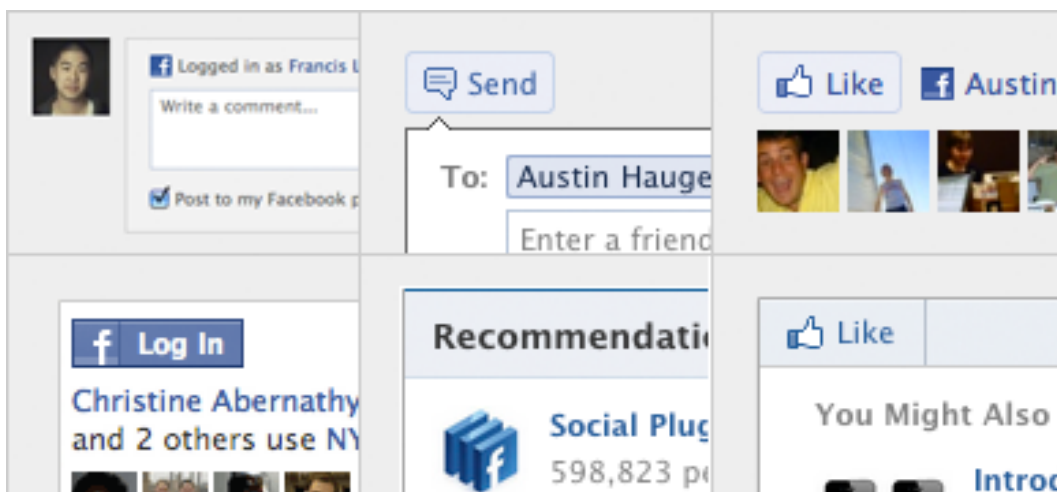 Logged in as Francis L
Write a comment...
Post to my Facebook p
Send
To: Austin Hauge
Enter a friend
Like Austin
Log In
Christine Abernathy
and 2 others use NY
Recommendati
Social Plug
598,823 pe
Like
You Might Also
Introd